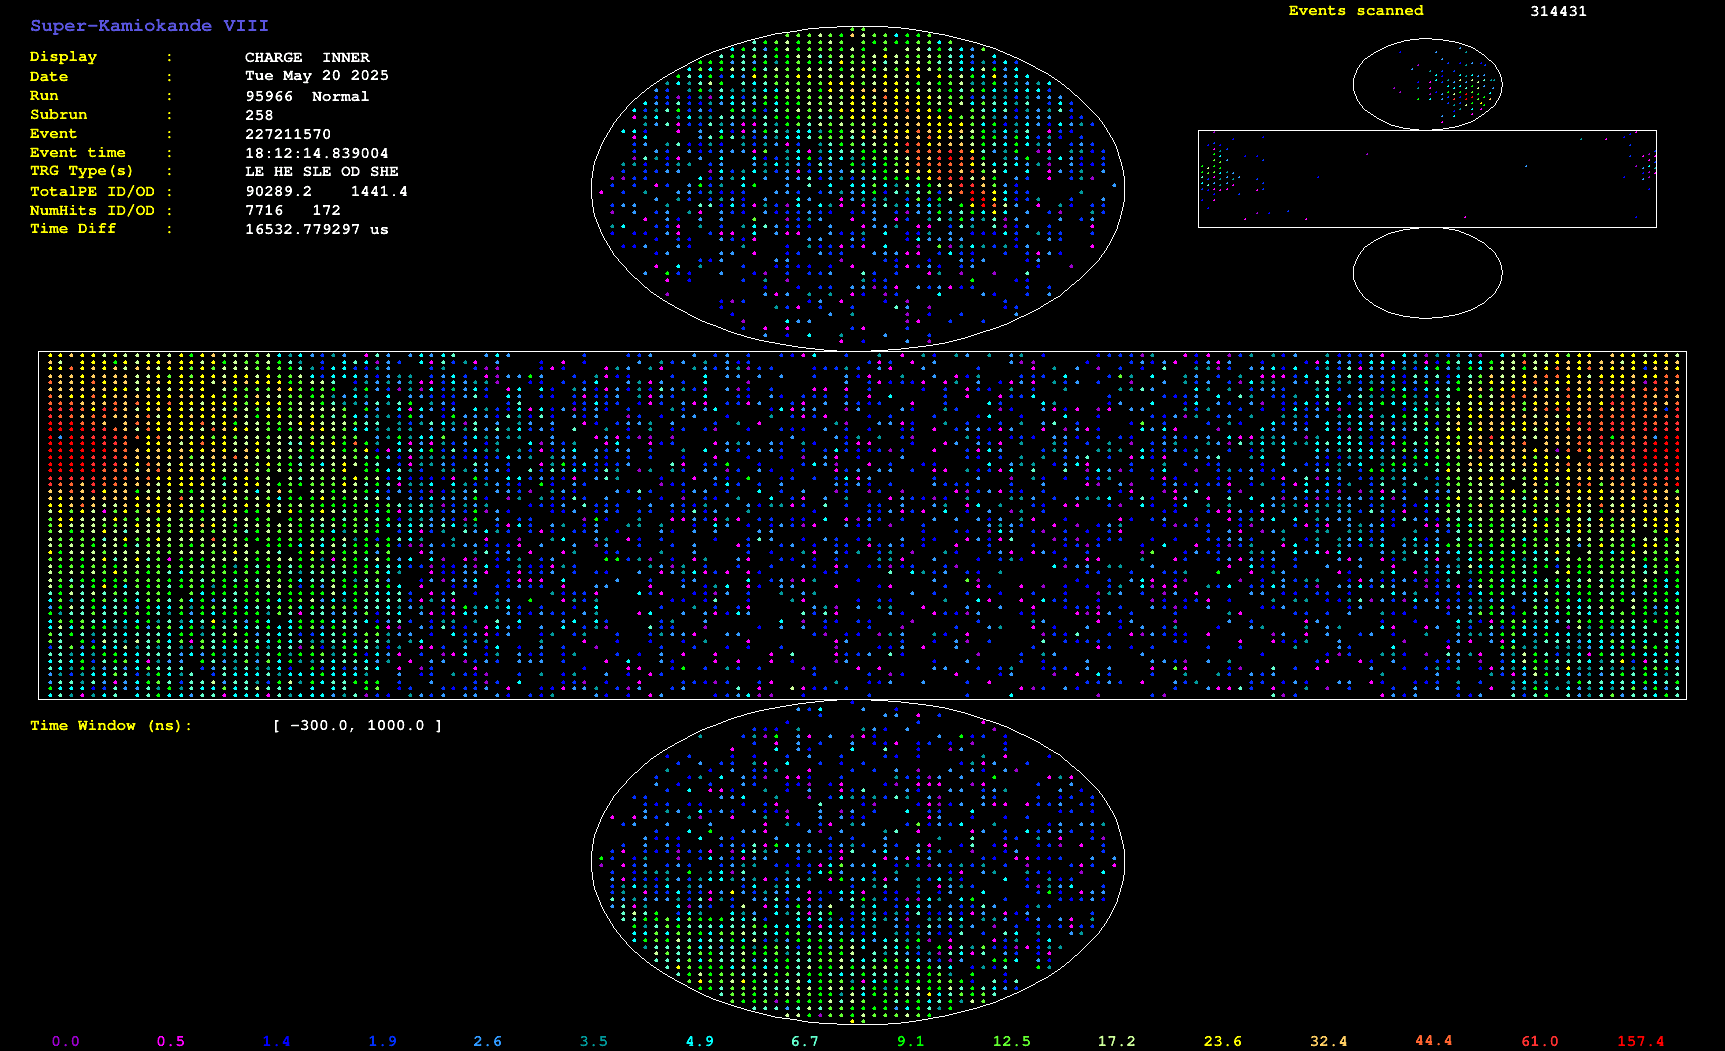 Super-Kamiokande VIII
Events scanned 314431
Display : CHARGE INNER
Date : Tue May 20 2025
Run : 95966 Normal
Subrun : 258
Event : 227211570
Event time : 18:12:14.839004
TRG Type(s) : LE HE SLE OD SHE
TotalPE ID/OD : 90289.2 1441.4
NumHits ID/OD : 7716 172
Time Diff : 16532.779297 us
Time Window (ns): [ -300.0, 1000.0 ]
0.0 0.5 1.4 1.9 2.6 3.5 4.9 6.7 9.1 12.5 17.2 23.6 32.4 44.4 61.0 157.4